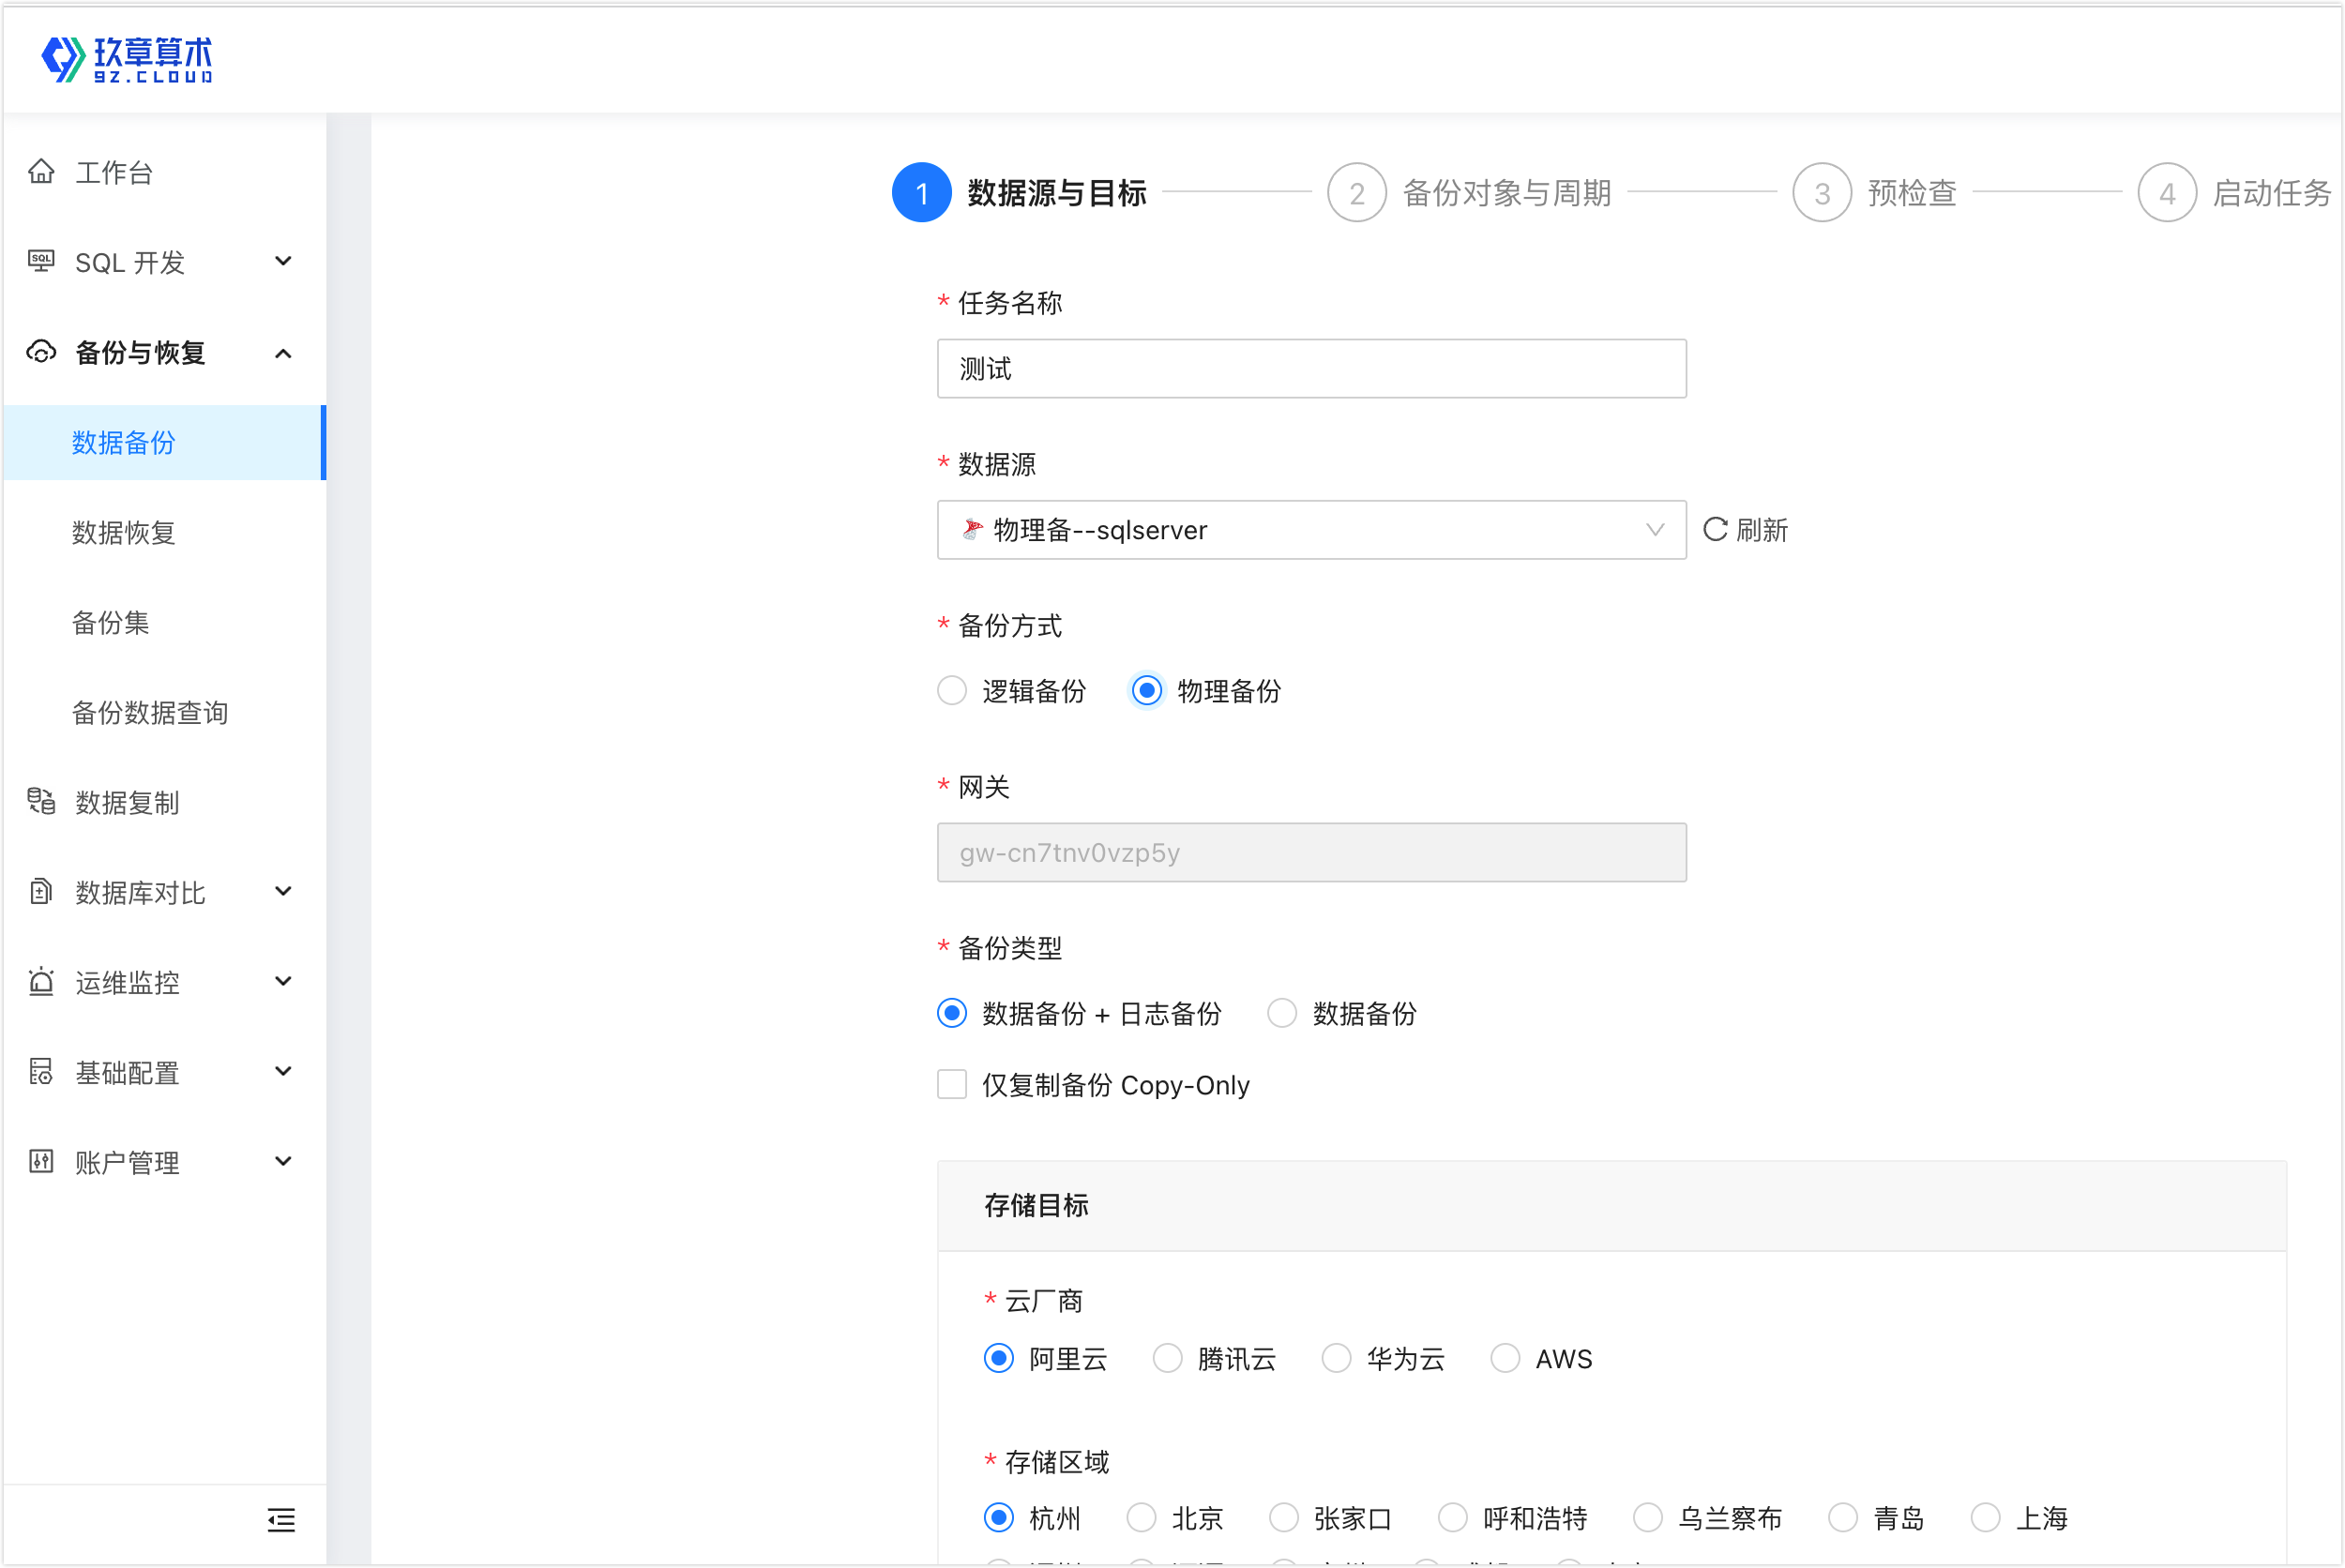 玖章算术
9Z.CLOUD
工作台
SQL 开发
备份与恢复
数据备份
数据恢复
备份集
备份数据查询
数据复制
数据库对比
运维监控
基础配置
账户管理
1 数据源与目标 2 备份对象与周期 3 预检查 4 启动任务
* 任务名称
测试
* 数据源
物理备--sqlserver 刷新
* 备份方式
逻辑备份 物理备份
* 网关
gw-cn7tnv0vzp5y
* 备份类型
数据备份 + 日志备份 数据备份
仅复制备份 Copy-Only
存储目标
* 云厂商
阿里云 腾讯云 华为云 AWS
* 存储区域
杭州 北京 张家口 呼和浩特 乌兰察布 青岛 上海